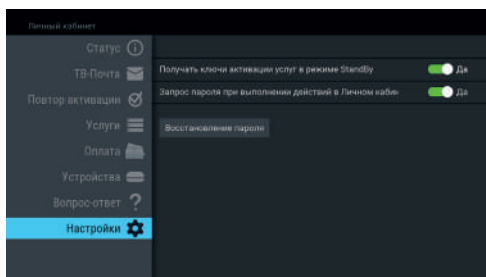 Личный кабинет
Статус
ТВ-Почта
Повтор активации
Услуги
Оплата
Устройства
Вопрос-ответ
Настройки
Получать ключи активации услуг в режиме StandBy
Да
Запрос пароля при выполнении действий в Личном кабин
Да
Восстановление пароля